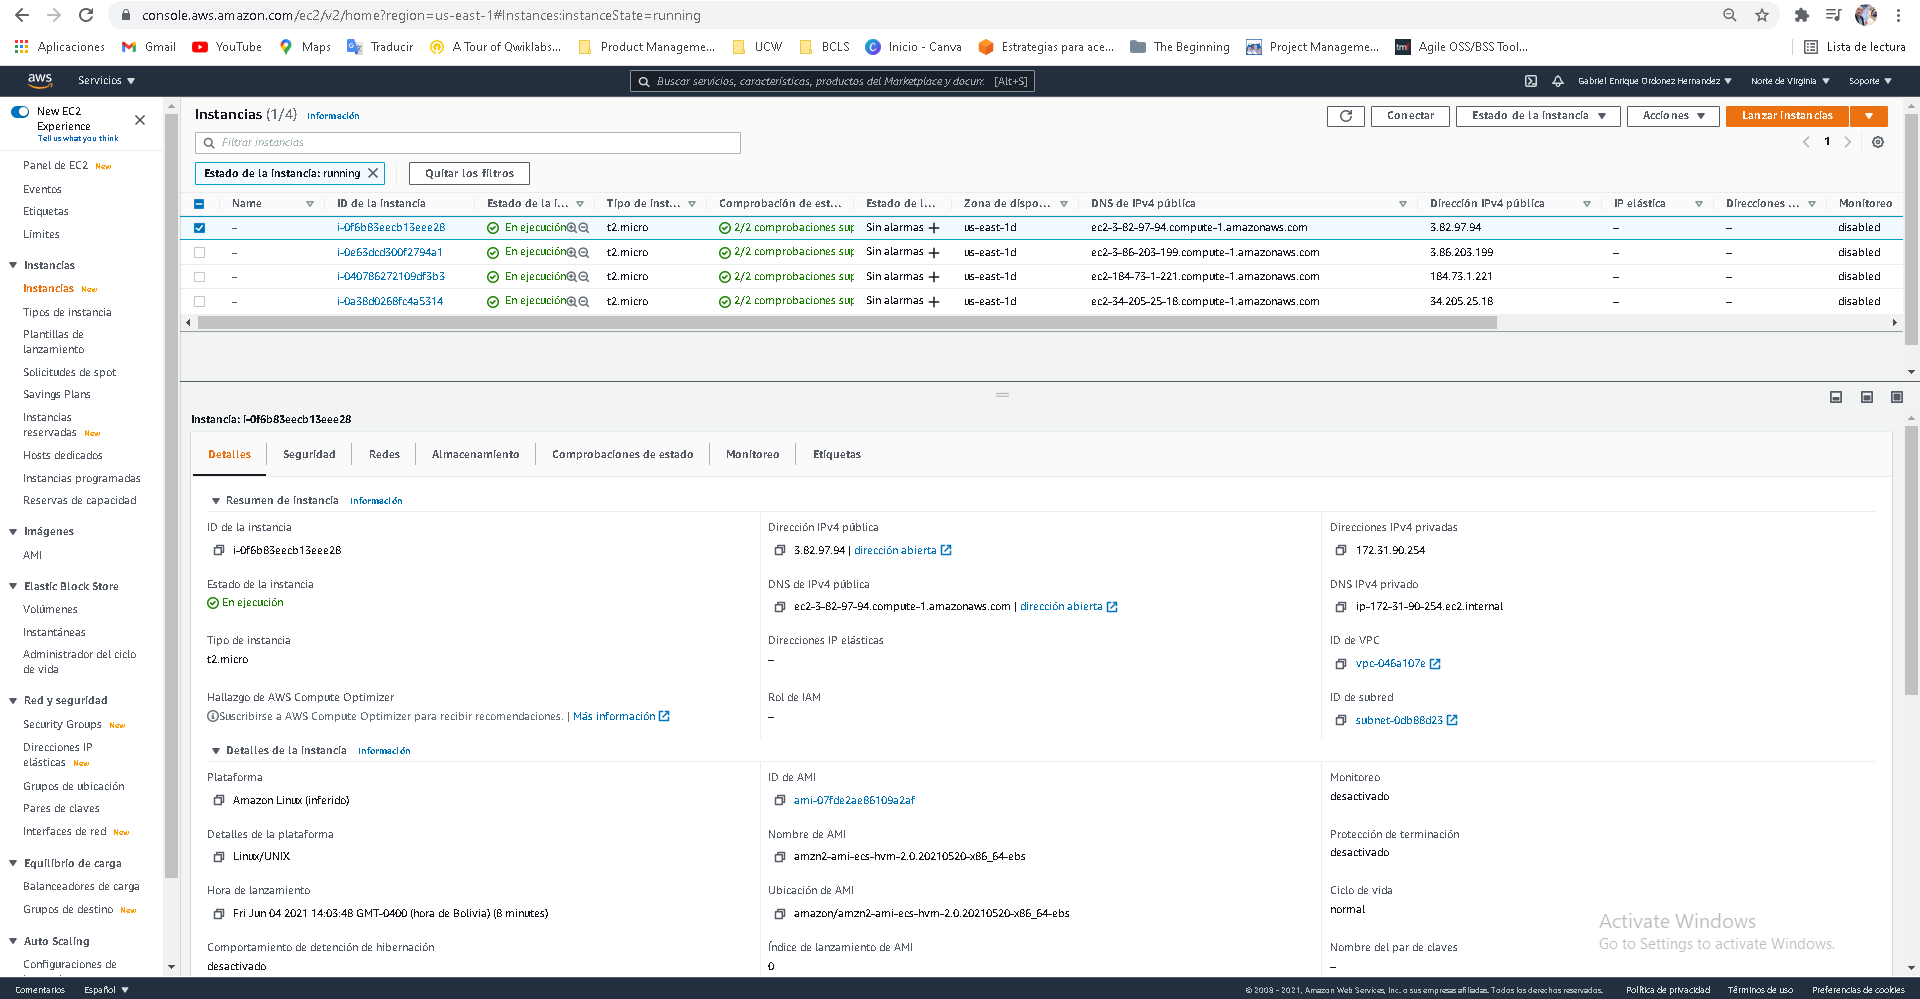 console.aws.amazon.com/ec2/v2/home?region=us-east-1#Instances:instanceState=running
Aplicaciones Gmail YouTube Maps Traducir A Tour of Qwiklabs... Product Manageme... UCW BCLS Inicio - Canva Estrategias para ace... The Beginning Project Manageme... tmf Agile OSS/BSS Tool... Lista de lectura
aws Servicios ▼ Buscar servicios, características, productos del Marketplace y docum: [Alt+S] Gabriel Enrique Ordonez Hernandez ▼ Norte de Virginia ▼ Soporte ▼
New EC2
Experience
Tell us what you think
Panel de EC2 New
Eventos
Etiquetas
Límites
Instancias
Instancias New
Tipos de instancia
Plantillas de
lanzamiento
Solicitudes de spot
Savings Plans
Instancias
reservadas New
Hosts dedicados
Instancias programadas
Reservas de capacidad
Imágenes
AMI
Elastic Block Store
Volúmenes
Instantáneas
Administrador del ciclo
de vida
Red y seguridad
Security Groups New
Direcciones IP
elásticas New
Grupos de ubicación
Pares de claves
Interfaces de red New
Equilibrio de carga
Balanceadores de carga
Grupos de destino New
Auto Scaling
Configuraciones de
Instancias (1/4) Información
Conectar Estado de la instancia ▼ Acciones ▼ Lanzar instancias ▼
Filtrar instancias
1
Estado de la instancia: running Quitar los filtros
Name ID de la instancia Estado de la i... Tipo de inst... Comprobación de est... Estado de l... Zona de dispo... DNS de IPv4 pública Dirección IPv4 pública IP elástica Direcciones ... Monitoreo
– i-0f6b83eecb13eee28 En ejecución t2.micro 2/2 comprobaciones sup Sin alarmas + us-east-1d ec2-3-82-97-94.compute-1.amazonaws.com 3.82.97.94 – – disabled
– i-0e63dcd300f2794a1 En ejecución t2.micro 2/2 comprobaciones sup Sin alarmas + us-east-1d ec2-3-86-203-199.compute-1.amazonaws.com 3.86.203.199 – – disabled
– i-040786272109df3b3 En ejecución t2.micro 2/2 comprobaciones sup Sin alarmas + us-east-1d ec2-184-73-1-221.compute-1.amazonaws.com 184.73.1.221 – – disabled
– i-0a38d0268fc4a5314 En ejecución t2.micro 2/2 comprobaciones sup Sin alarmas + us-east-1d ec2-34-205-25-18.compute-1.amazonaws.com 34.205.25.18 – – disabled
Instancia: i-0f6b83eecb13eee28
Detalles Seguridad Redes Almacenamiento Comprobaciones de estado Monitoreo Etiquetas
Resumen de instancia Información
ID de la instancia Dirección IPv4 pública Direcciones IPv4 privadas
i-0f6b83eecb13eee28 3.82.97.94 | dirección abierta 172.31.90.254
Estado de la instancia DNS de IPv4 pública DNS IPv4 privado
En ejecución ec2-3-82-97-94.compute-1.amazonaws.com | dirección abierta ip-172-31-90-254.ec2.internal
Tipo de instancia Direcciones IP elásticas ID de VPC
t2.micro – vpc-046a107e
Hallazgo de AWS Compute Optimizer Rol de IAM ID de subred
Suscribirse a AWS Compute Optimizer para recibir recomendaciones. | Más información – subnet-0db88d23
Detalles de la instancia Información
Plataforma ID de AMI Monitoreo
Amazon Linux (inferido) ami-07fde2ae86109a2af desactivado
Detalles de la plataforma Nombre de AMI Protección de terminación
Linux/UNIX amzn2-ami-ecs-hvm-2.0.20210520-x86_64-ebs desactivado
Hora de lanzamiento Ubicación de AMI Ciclo de vida
Fri Jun 04 2021 14:03:48 GMT-0400 (hora de Bolivia) (8 minutes) amazon/amzn2-ami-ecs-hvm-2.0.20210520-x86_64-ebs normal
Comportamiento de detención de hibernación Índice de lanzamiento de AMI Nombre del par de claves
desactivado 0 –
Activate Windows
Go to Settings to activate Windows.
Comentarios Español ▼ © 2008 - 2021, Amazon Web Services, Inc. o sus empresas afiliadas. Todos los derechos reservados. Política de privacidad Términos de uso Preferencias de cookies